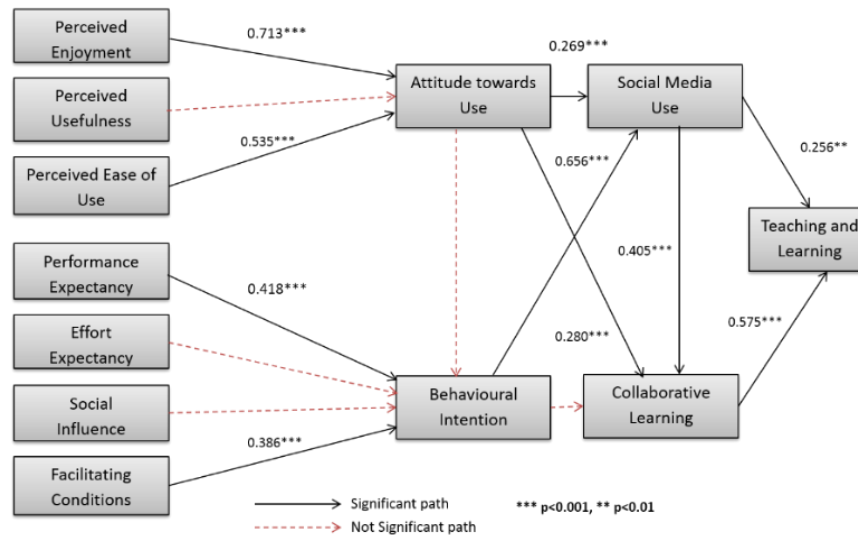 Perceived
Enjoyment
0.713***
0.269***
Perceived
Usefulness
Attitude towards
Use
Social Media
Use
0.535***
0.656***
0.256**
Perceived Ease of
Use
Teaching and
Learning
Performance
Expectancy
0.418***
0.405***
Effort
Expectancy
0.280***
0.575***
Social
Influence
Behavioural
Intention
Collaborative
Learning
0.386***
Facilitating
Conditions
Significant path
*** p<0.001, ** p<0.01
Not Significant path